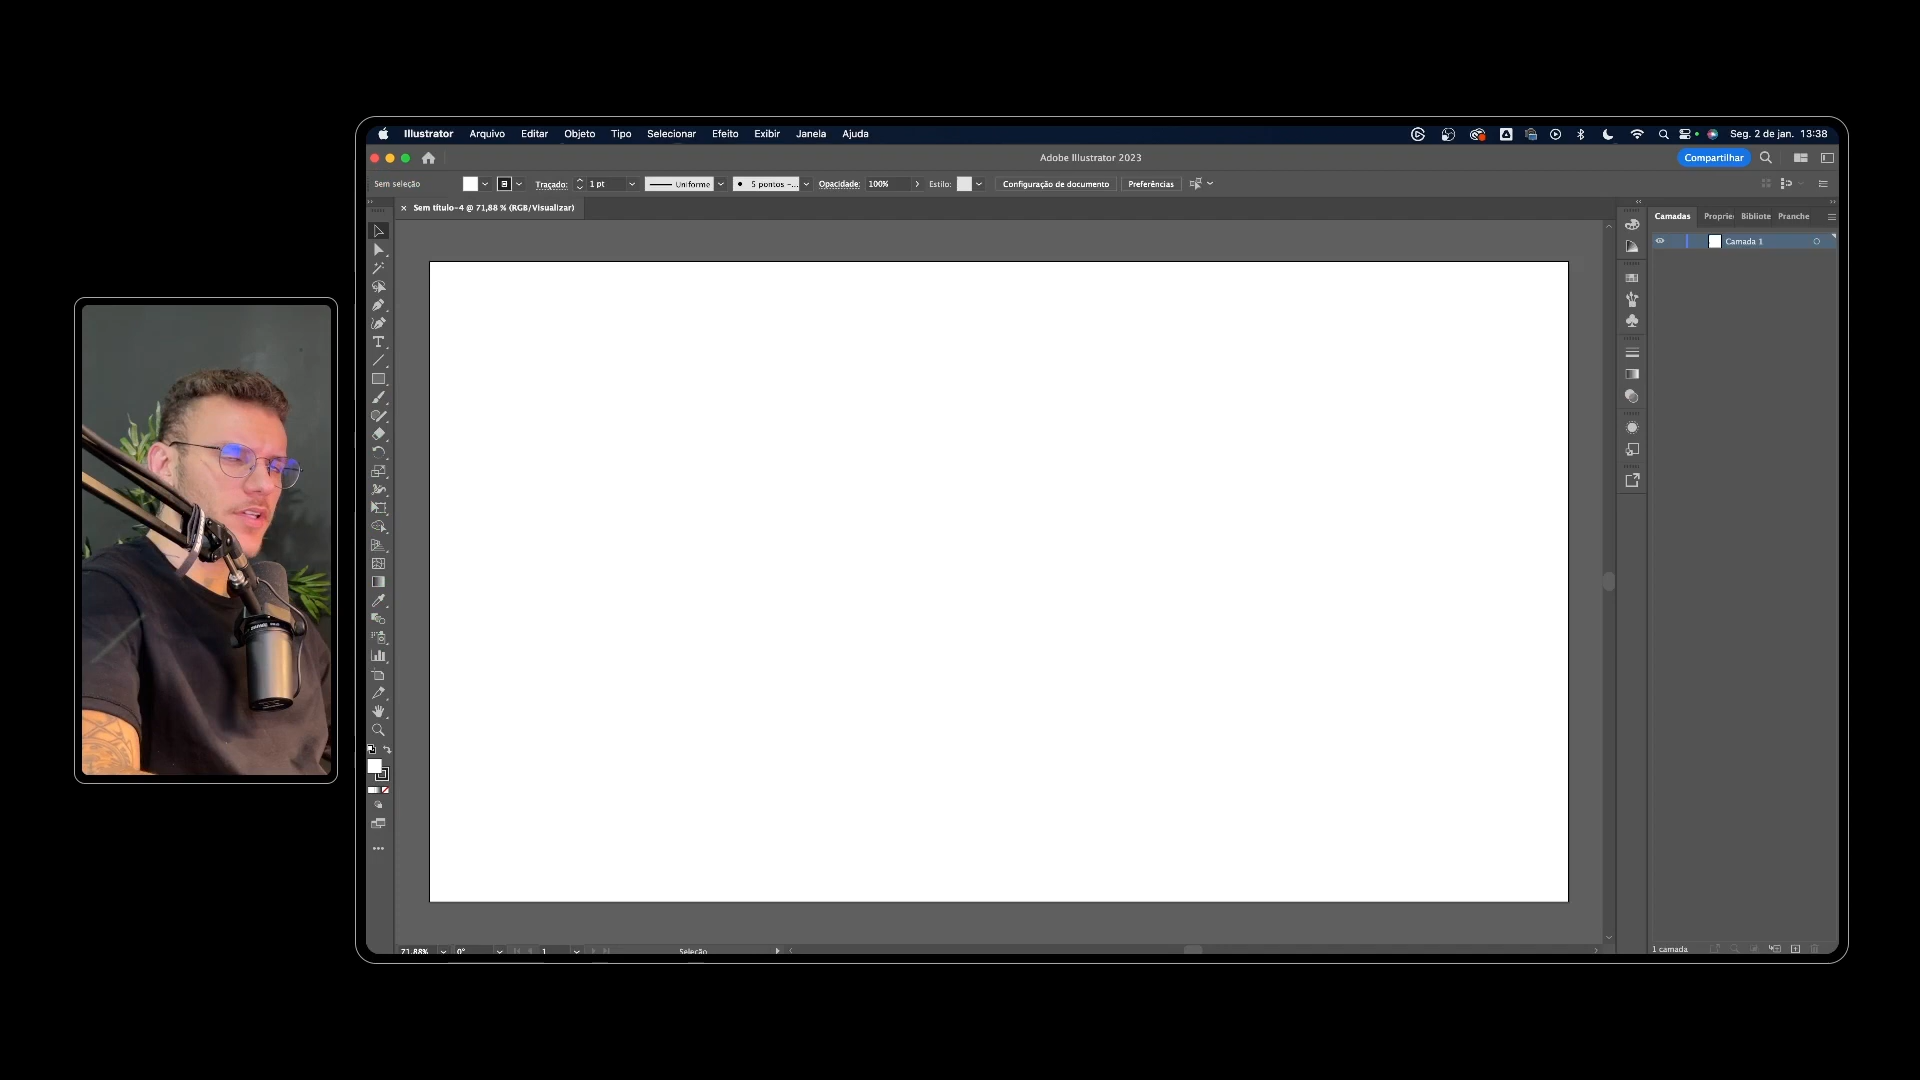 Illustrator Arquivo Editar Objeto Tipo Selecionar Efeito Exibir Janela Ajuda Seg. 2 de jan. 13:38
Adobe Illustrator 2023 Compartilhar
Sem seleção Traçado: 1 pt Uniforme 5 pontos -... Opacidade: 100% Estilo: Configuração de documento Preferências
× Sem título-4 @ 71,88 % (RGB/Visualizar)
Camadas Proprie Bibliote Pranche
Camada 1
71,88% 0° 1 Seleção
1 camada